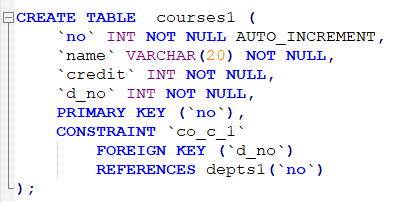 CREATE TABLE  courses1 (
    `no` INT NOT NULL AUTO_INCREMENT,
    `name` VARCHAR(20) NOT NULL,
    `credit` INT NOT NULL,
    `d_no` INT NOT NULL,
    PRIMARY KEY (`no`),
    CONSTRAINT `co_c_1`
        FOREIGN KEY (`d_no`)
        REFERENCES depts1(`no`)
);